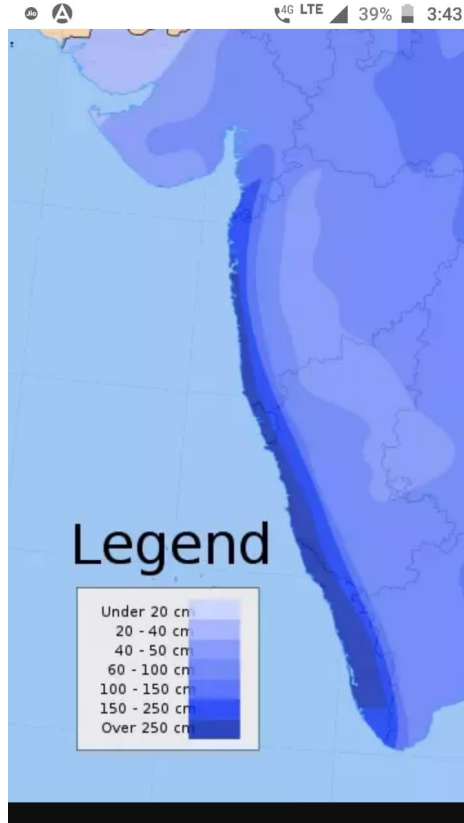 Jio
4G LTE 39% 3:43
Legend
Under 20 cm
20 - 40 cm
40 - 50 cm
60 - 100 cm
100 - 150 cm
150 - 250 cm
Over 250 cm